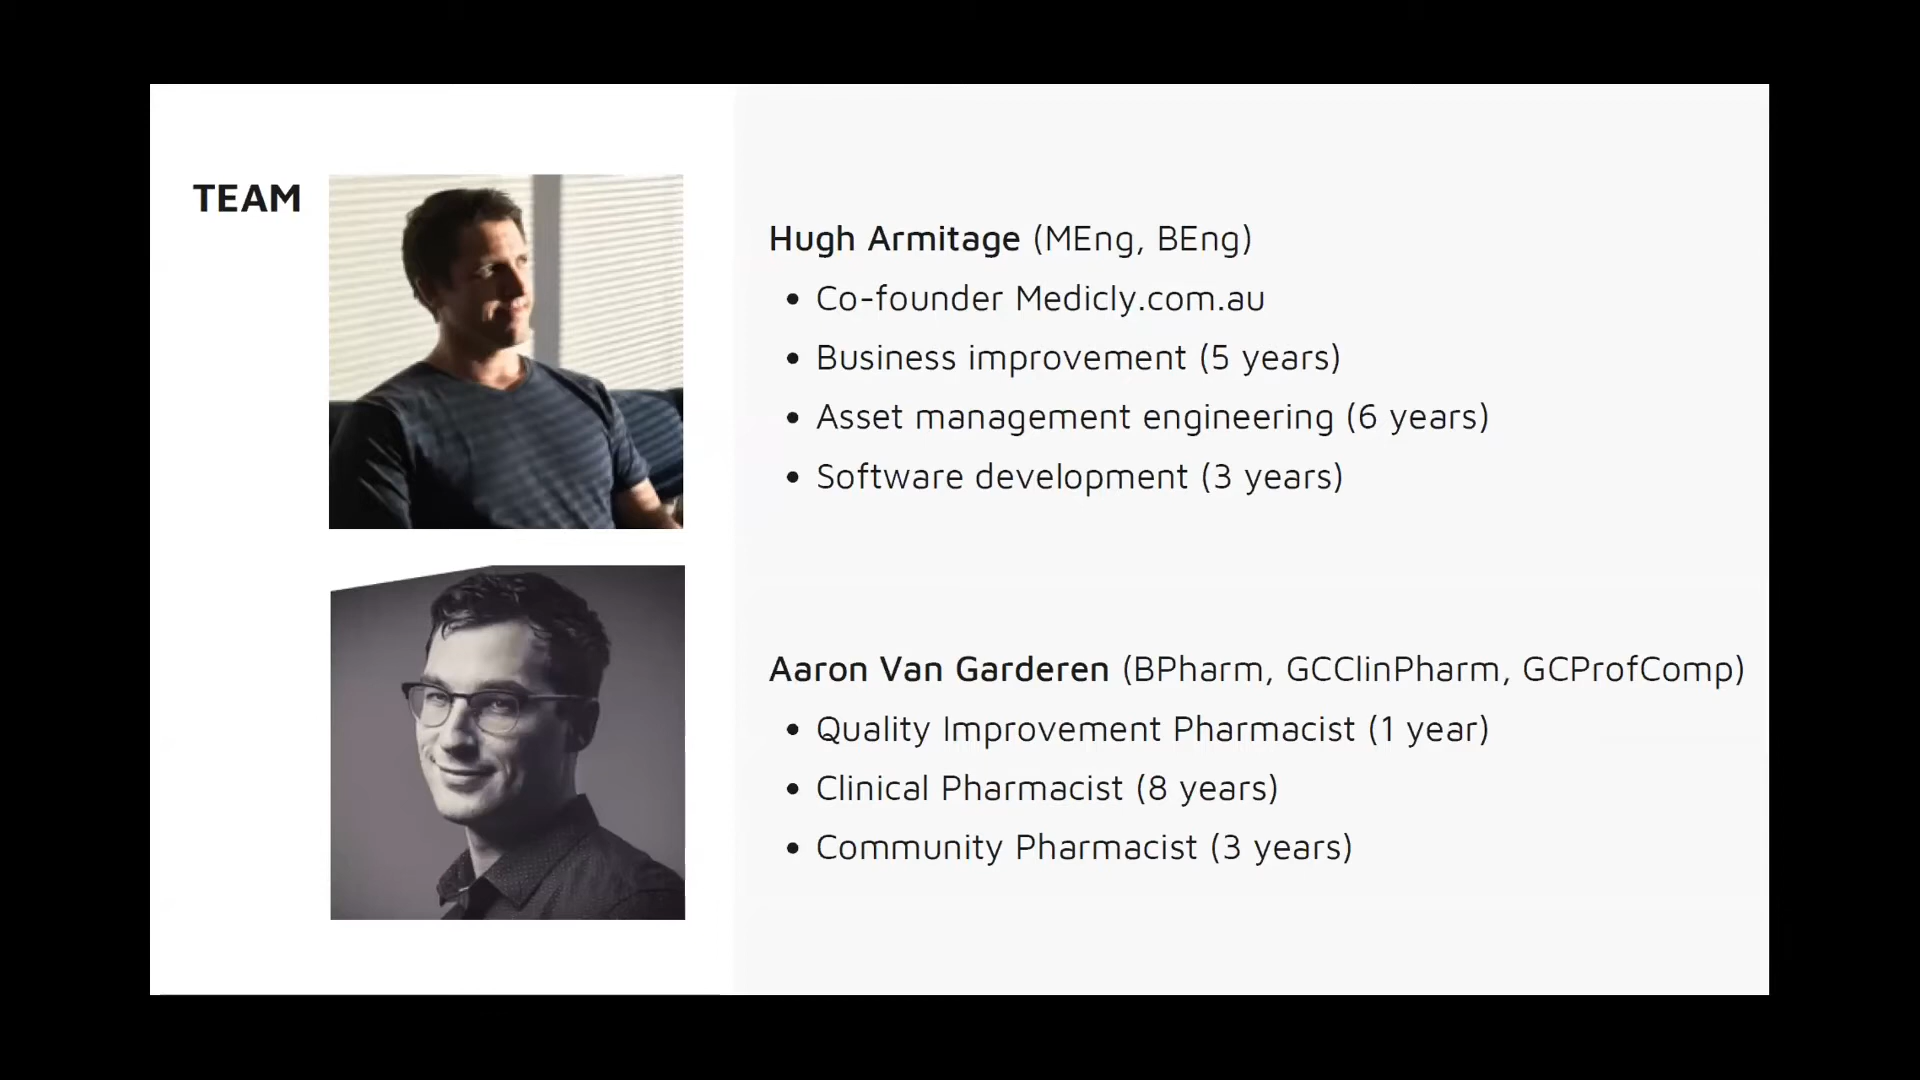 TEAM
Hugh Armitage (MEng, BEng)
• Co-founder Medicly.com.au
• Business improvement (5 years)
• Asset management engineering (6 years)
• Software development (3 years)
Aaron Van Garderen (BPharm, GCClinPharm, GCProfComp)
• Quality Improvement Pharmacist (1 year)
• Clinical Pharmacist (8 years)
• Community Pharmacist (3 years)